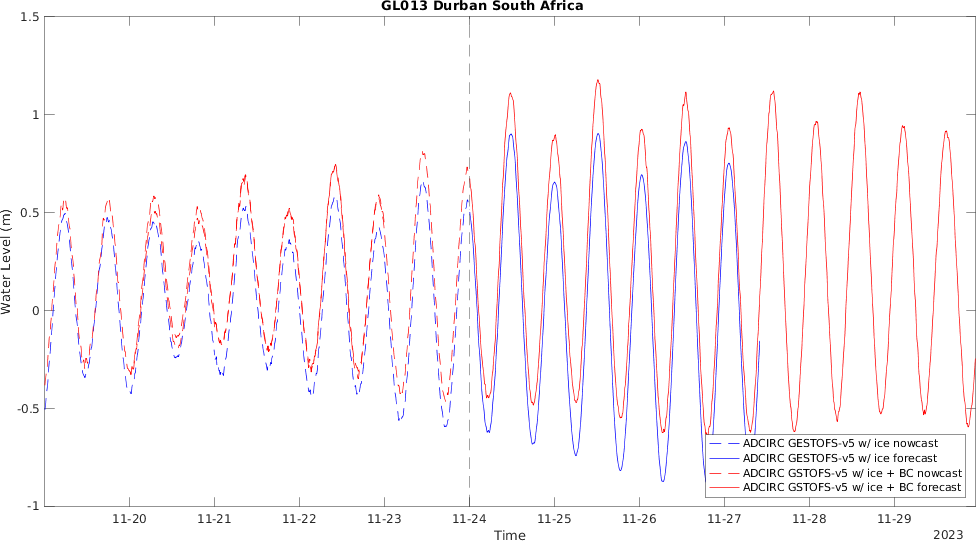 GL013 Durban South Africa
1.5
1
0.5
0
-0.5
-1
Water Level (m)
ADCIRC GESTOFS-v5 w/ ice nowcast
ADCIRC GESTOFS-v5 w/ ice forecast
ADCIRC GSTOFS-v5 w/ ice + BC nowcast
ADCIRC GSTOFS-v5 w/ ice + BC forecast
11-20 11-21 11-22 11-23 11-24 11-25 11-26 11-27 11-28 11-29
Time
2023